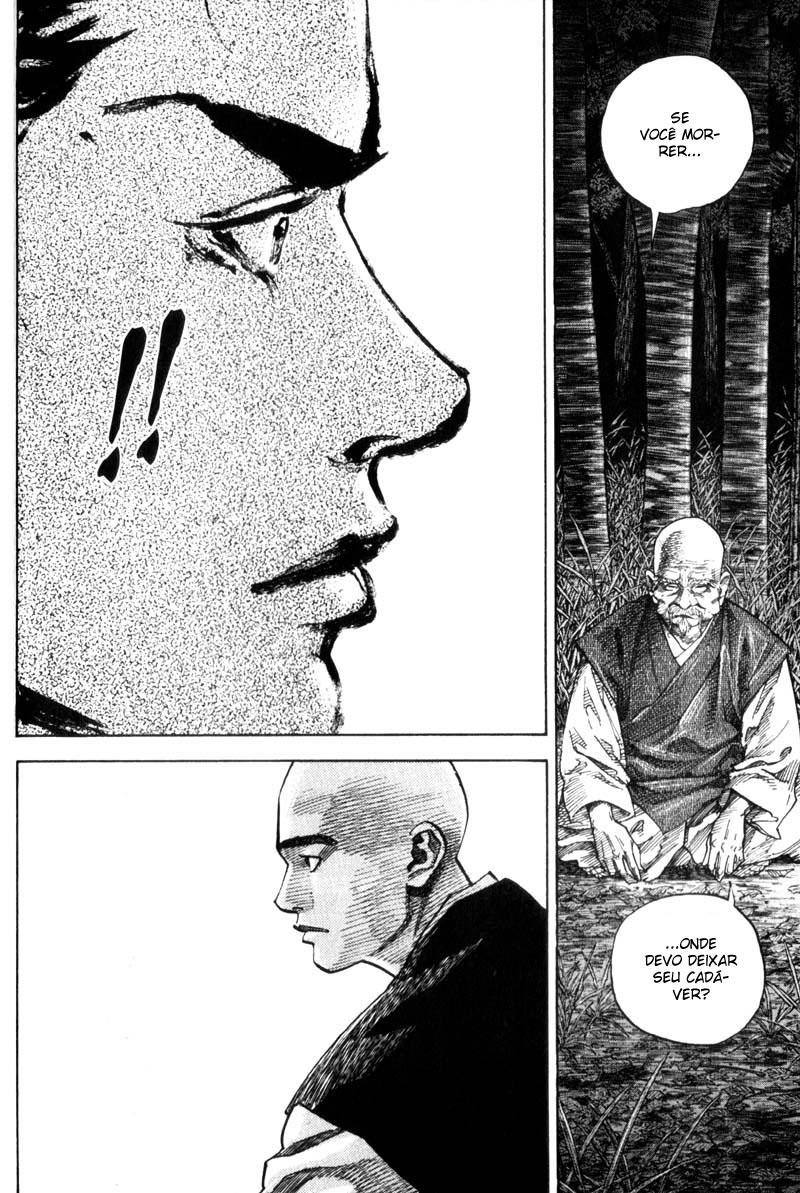 SE
VOCÊ MOR-
RER...
...ONDE
DEVO DEIXAR
SEU CADÁ-
VER?
!!